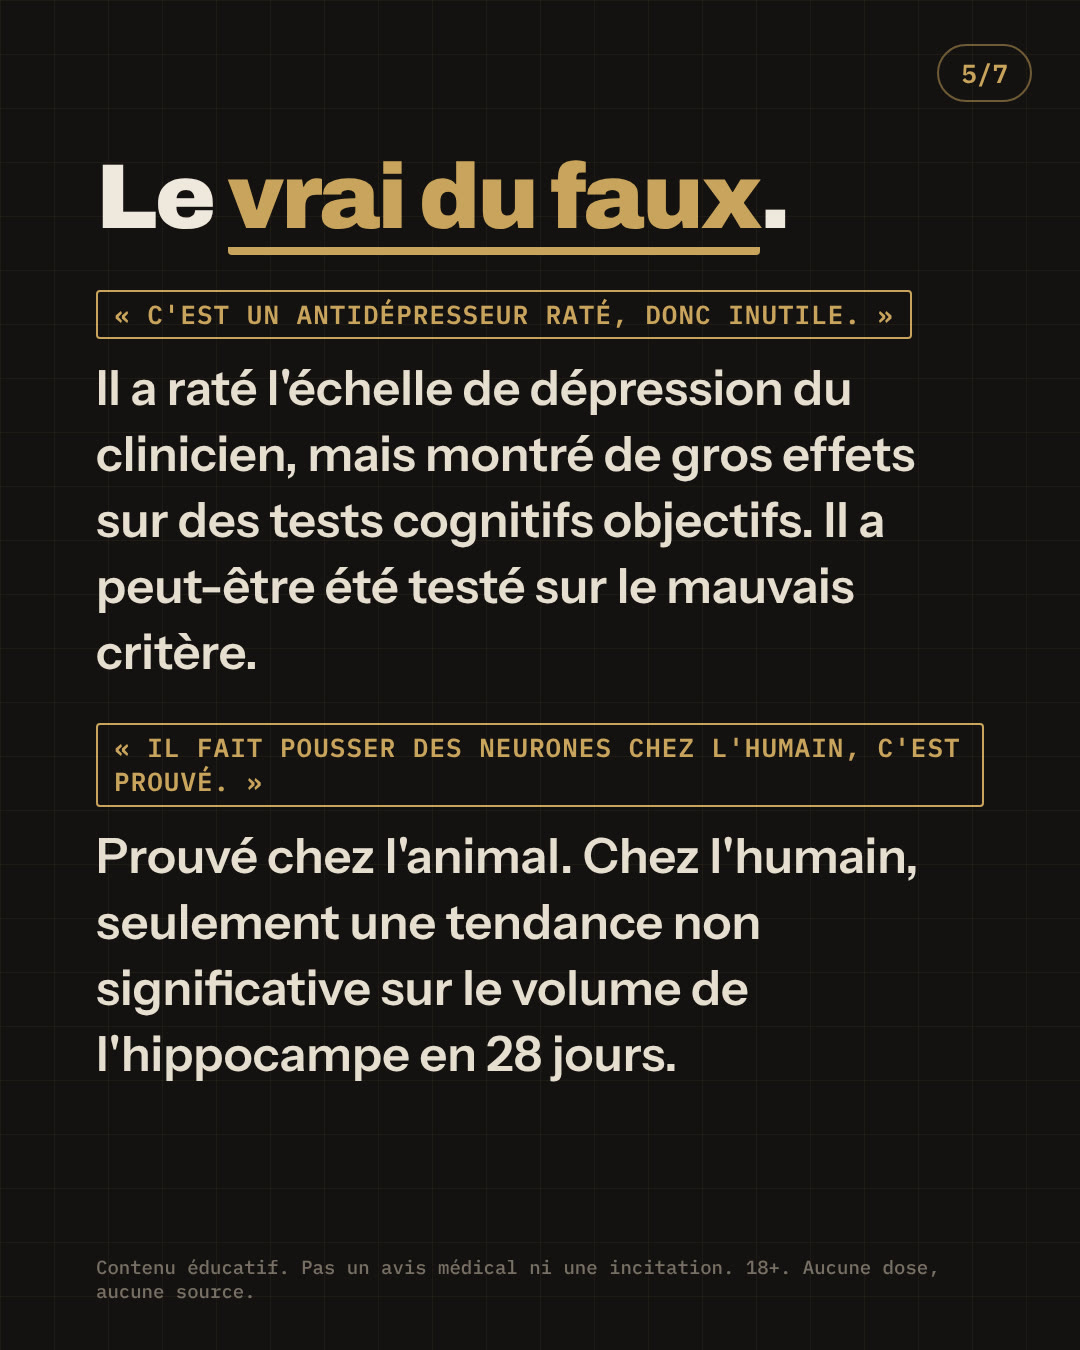 5/7
Le vrai du faux.
« C'EST UN ANTIDÉPRESSEUR RATÉ, DONC INUTILE. »
Il a raté l'échelle de dépression du
clinicien, mais montré de gros effets
sur des tests cognitifs objectifs. Il a
peut-être été testé sur le mauvais
critère.
« IL FAIT POUSSER DES NEURONES CHEZ L'HUMAIN, C'EST
PROUVÉ. »
Prouvé chez l'animal. Chez l'humain,
seulement une tendance non
significative sur le volume de
l'hippocampe en 28 jours.
Contenu éducatif. Pas un avis médical ni une incitation. 18+. Aucune dose,
aucune source.